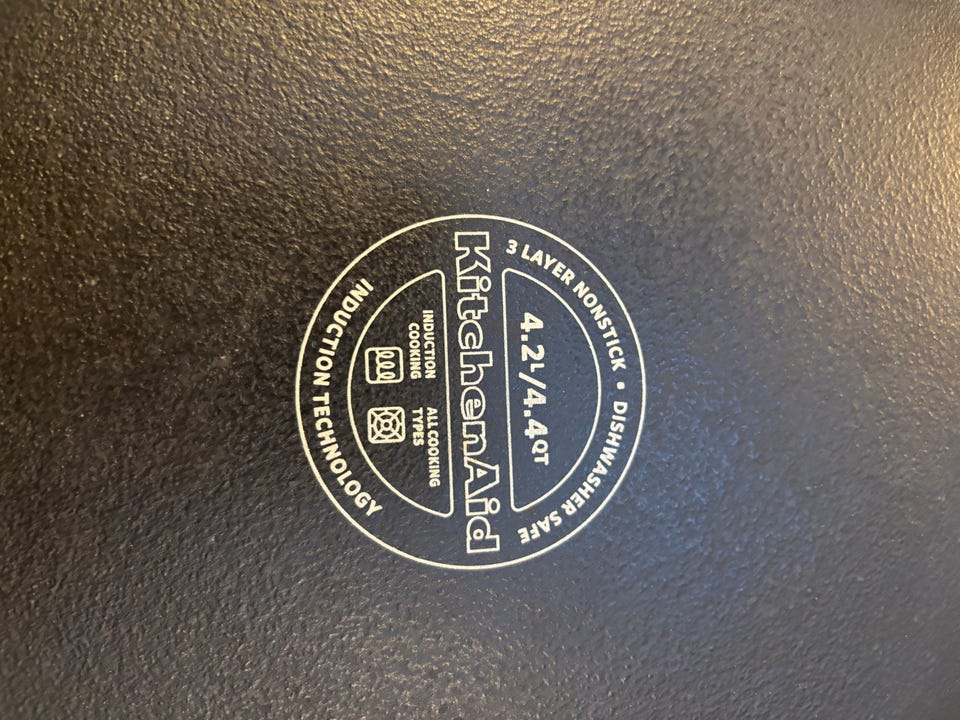 3 LAYER NONSTICK • DISHWASHER SAFE
4.2L/4.4QT
KitchenAid
INDUCTION
COOKING
ALL COOKING
TYPES
INDUCTION TECHNOLOGY